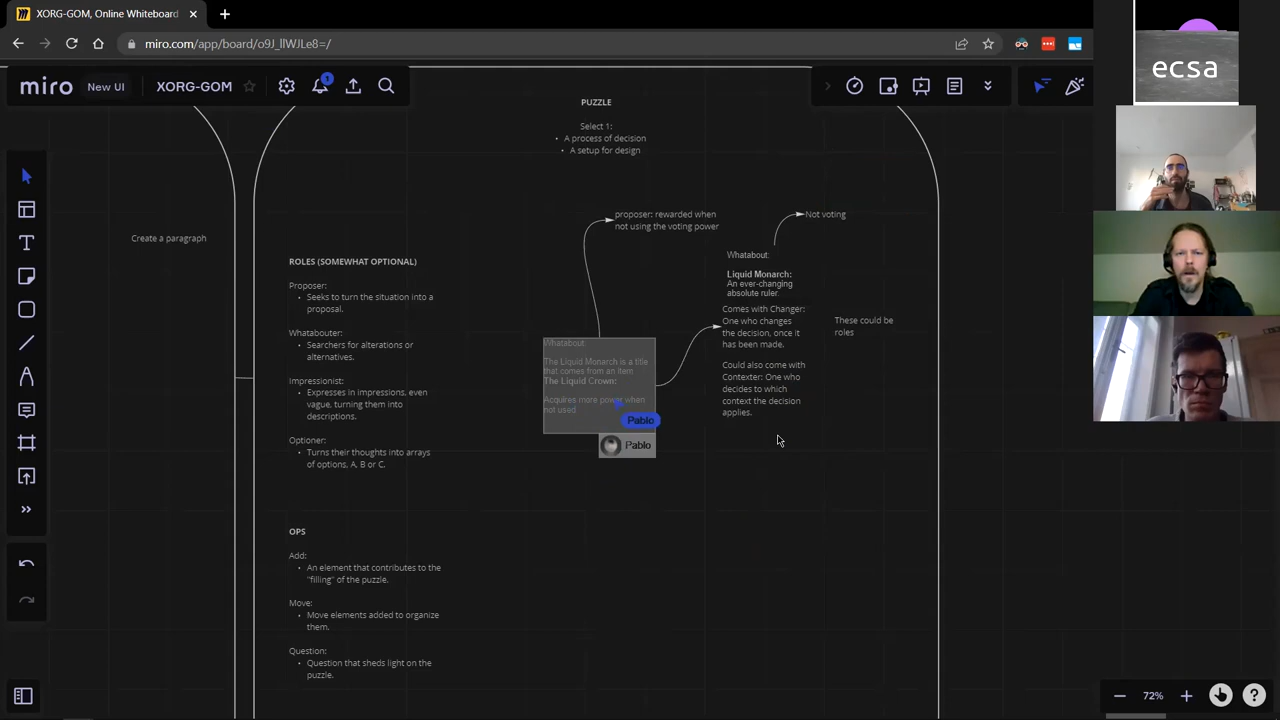 XORG-GOM, Online Whiteboard
miro.com/app/board/o9J_llWJLe8=/
miro
New UI
XORG-GOM
1
ecsa
PUZZLE
Select 1:
• A process of decision
• A setup for design
Create a paragraph
proposer: rewarded when
not using the voting power
Not voting
ROLES (SOMEWHAT OPTIONAL)
Proposer:
• Seeks to turn the situation into a
proposal.
Whatabouter:
• Searchers for alterations or
alternatives.
Impressionist:
• Expresses in impressions, even
vague, turning them into
descriptions.
Optioner:
• Turns their thoughts into arrays
of options, A, B or C.
Whatabout:
Liquid Monarch:
An ever-changing
absolute ruler.
Comes with Changer:
One who changes
the decision, once it
has been made.
Could also come with
Contexter: One who
decides to which
context the decision
applies.
These could be
roles
Whatabout
The Liquid Monarch is a title
that comes from an Item
The Liquid Crown:
Acquires more power when
not used
Pablo
Pablo
OPS
Add:
• An element that contributes to the
"filling" of the puzzle.
Move:
• Move elements added to organize
them.
Question:
• Question that sheds light on the
puzzle.
72%